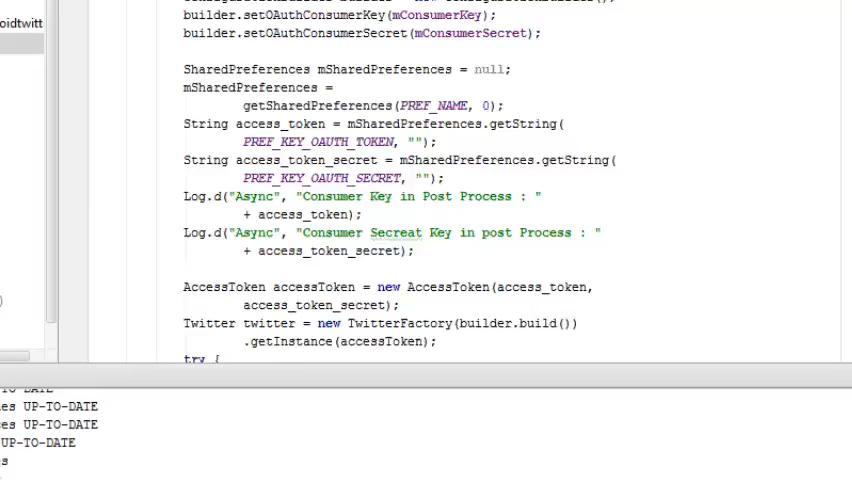 builder.setOAuthConsumerKey(mConsumerKey);
oidtwitt
builder.setOAuthConsumerSecret(mConsumerSecret);
SharedPreferences mSharedPreferences = null;
mSharedPreferences =
getSharedPreferences(PREF_NAME, 0);
String access_token = mSharedPreferences.getString(
PREF_KEY_OAUTH_TOKEN, "");
String access_token_secret = mSharedPreferences.getString(
PREF_KEY_OAUTH_SECRET, "");
Log.d("Async", "Consumer Key in Post Process : "
+ access_token);
Log.d("Async", "Consumer Secreat Key in post Process : "
+ access_token_secret);
AccessToken accessToken = new AccessToken(access_token,
)
access_token_secret);
Twitter twitter = new TwitterFactory(builder.build())
.getInstance(accessToken);
try {
TO-DATE
es UP-TO-DATE
es UP-TO-DATE
UP-TO-DATE
s